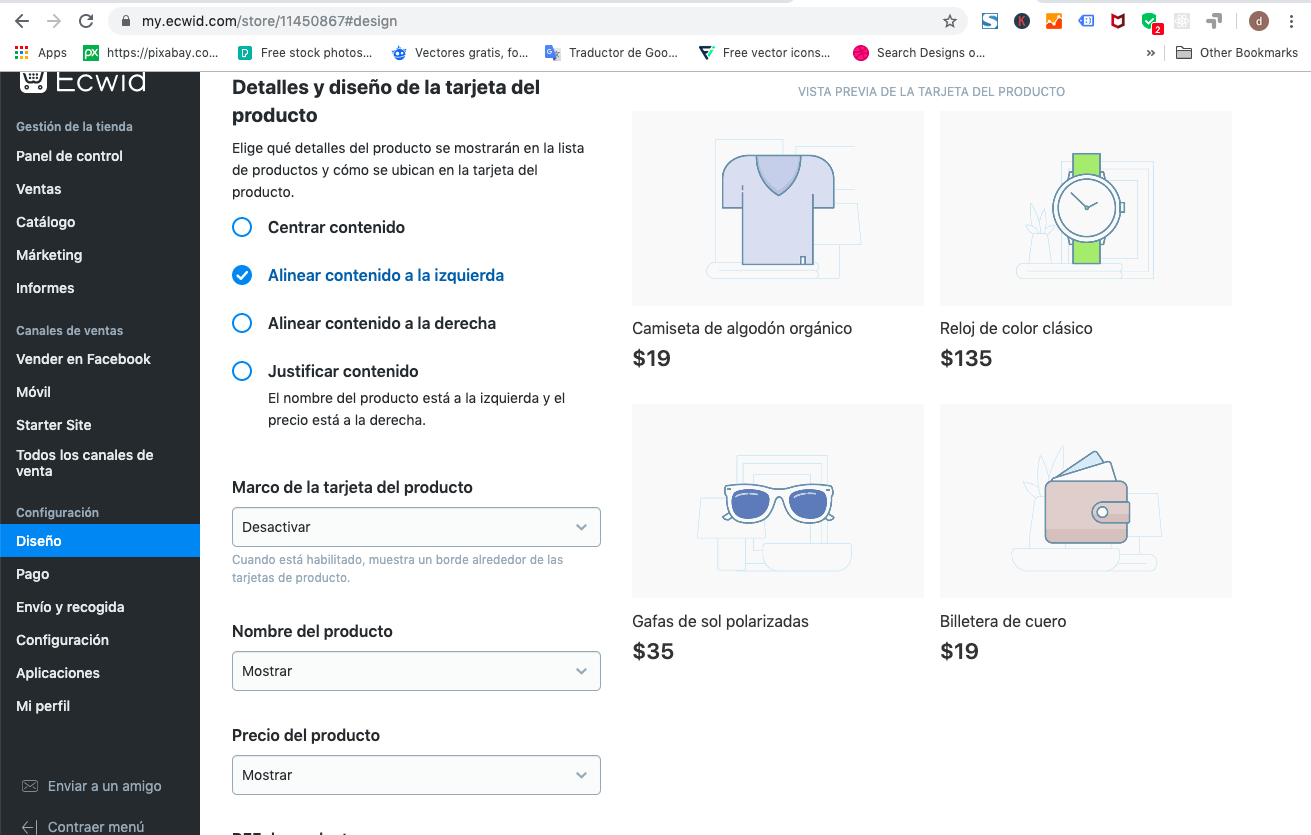 my.ecwid.com/store/11450867#design
2
d
Apps
px
https://pixabay.co...
Free stock photos...
Vectores gratis, fo...
Traductor de Goo...
Free vector icons...
Search Designs o...
»
Other Bookmarks
Ecwid
Gestión de la tienda
Panel de control
Ventas
Catálogo
Márketing
Informes
Canales de ventas
Vender en Facebook
Móvil
Starter Site
Todos los canales de
venta
Configuración
Diseño
Pago
Envío y recogida
Configuración
Aplicaciones
Mi perfil
Enviar a un amigo
Contraer menú
Detalles y diseño de la tarjeta del
producto
Elige qué detalles del producto se mostrarán en la lista
de productos y cómo se ubican en la tarjeta del
producto.
Centrar contenido
Alinear contenido a la izquierda
Alinear contenido a la derecha
Justificar contenido
El nombre del producto está a la izquierda y el
precio está a la derecha.
Marco de la tarjeta del producto
Desactivar
Cuando está habilitado, muestra un borde alrededor de las
tarjetas de producto.
Nombre del producto
Mostrar
Precio del producto
Mostrar
VISTA PREVIA DE LA TARJETA DEL PRODUCTO
Camiseta de algodón orgánico
$19
Reloj de color clásico
$135
Gafas de sol polarizadas
$35
Billetera de cuero
$19